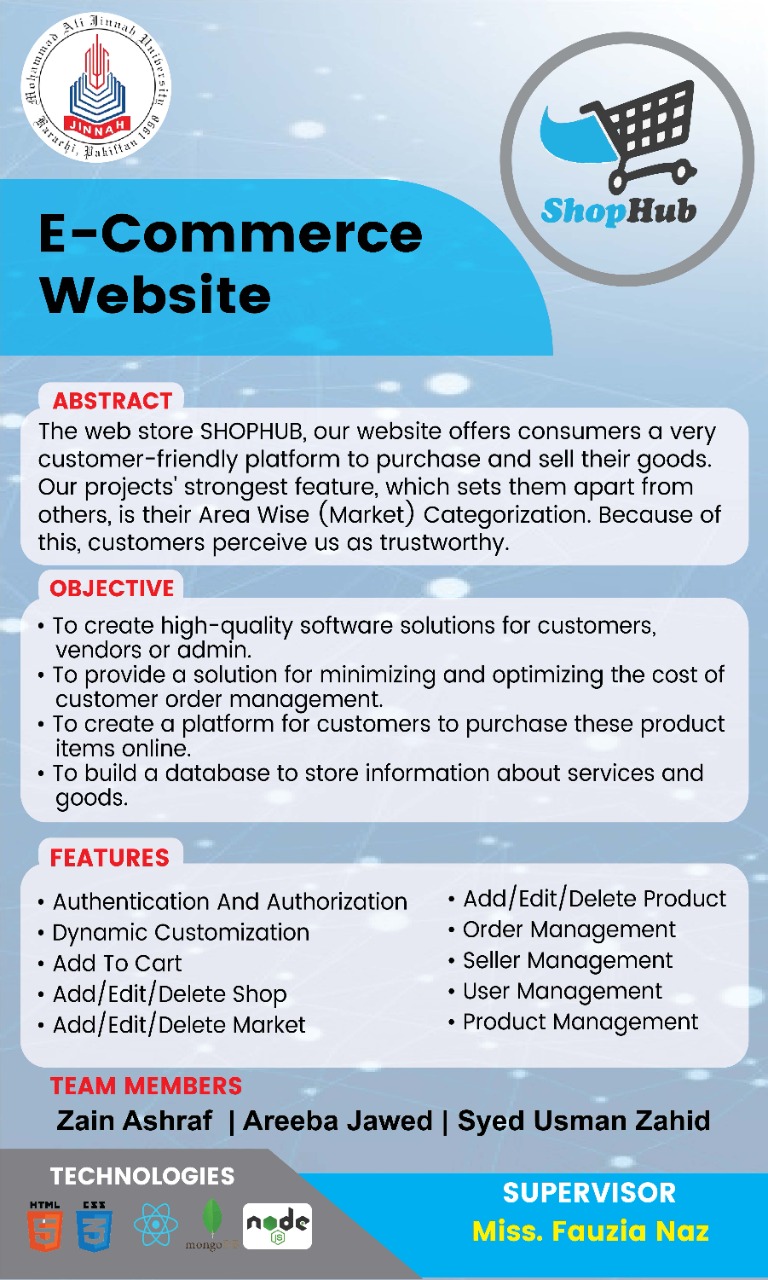 Mohammad Ali Jinnah University
JINNAH
Karachi, Pakistan 1998
ShopHub
E-Commerce
Website
ABSTRACT
The web store SHOPHUB, our website offers consumers a very
customer-friendly platform to purchase and sell their goods.
Our projects' strongest feature, which sets them apart from
others, is their Area Wise (Market) Categorization. Because of
this, customers perceive us as trustworthy.
OBJECTIVE
• To create high-quality software solutions for customers,
vendors or admin.
• To provide a solution for minimizing and optimizing the cost of
customer order management.
• To create a platform for customers to purchase these product
items online.
• To build a database to store information about services and
goods.
FEATURES
• Authentication And Authorization
• Dynamic Customization
• Add To Cart
• Add/Edit/Delete Shop
• Add/Edit/Delete Market
• Add/Edit/Delete Product
• Order Management
• Seller Management
• User Management
• Product Management
TEAM MEMBERS
Zain Ashraf | Areeba Jawed | Syed Usman Zahid
TECHNOLOGIES
HTML
5
CSS
3
mongo
node
JS
SUPERVISOR
Miss. Fauzia Naz